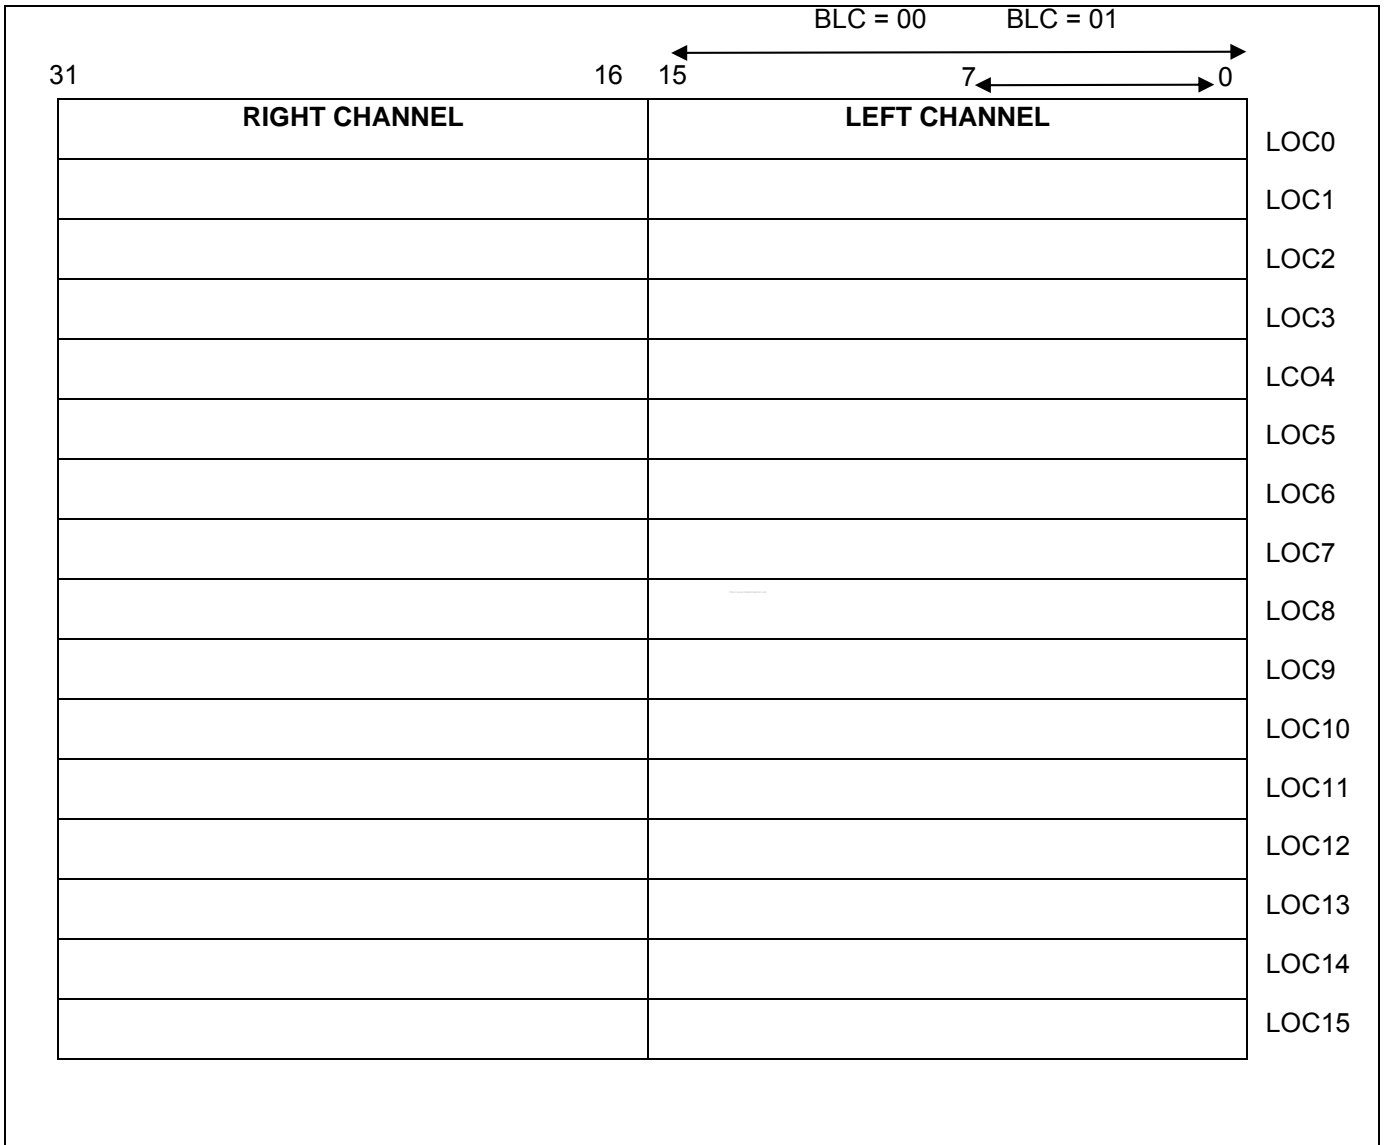 BLC = 00 BLC = 01
31 16 15 7 0
RIGHT CHANNEL LEFT CHANNEL
LOC0
LOC1
LOC2
LOC3
LCO4
LOC5
LOC6
LOC7
LOC8
LOC9
LOC10
LOC11
LOC12
LOC13
LOC14
LOC15